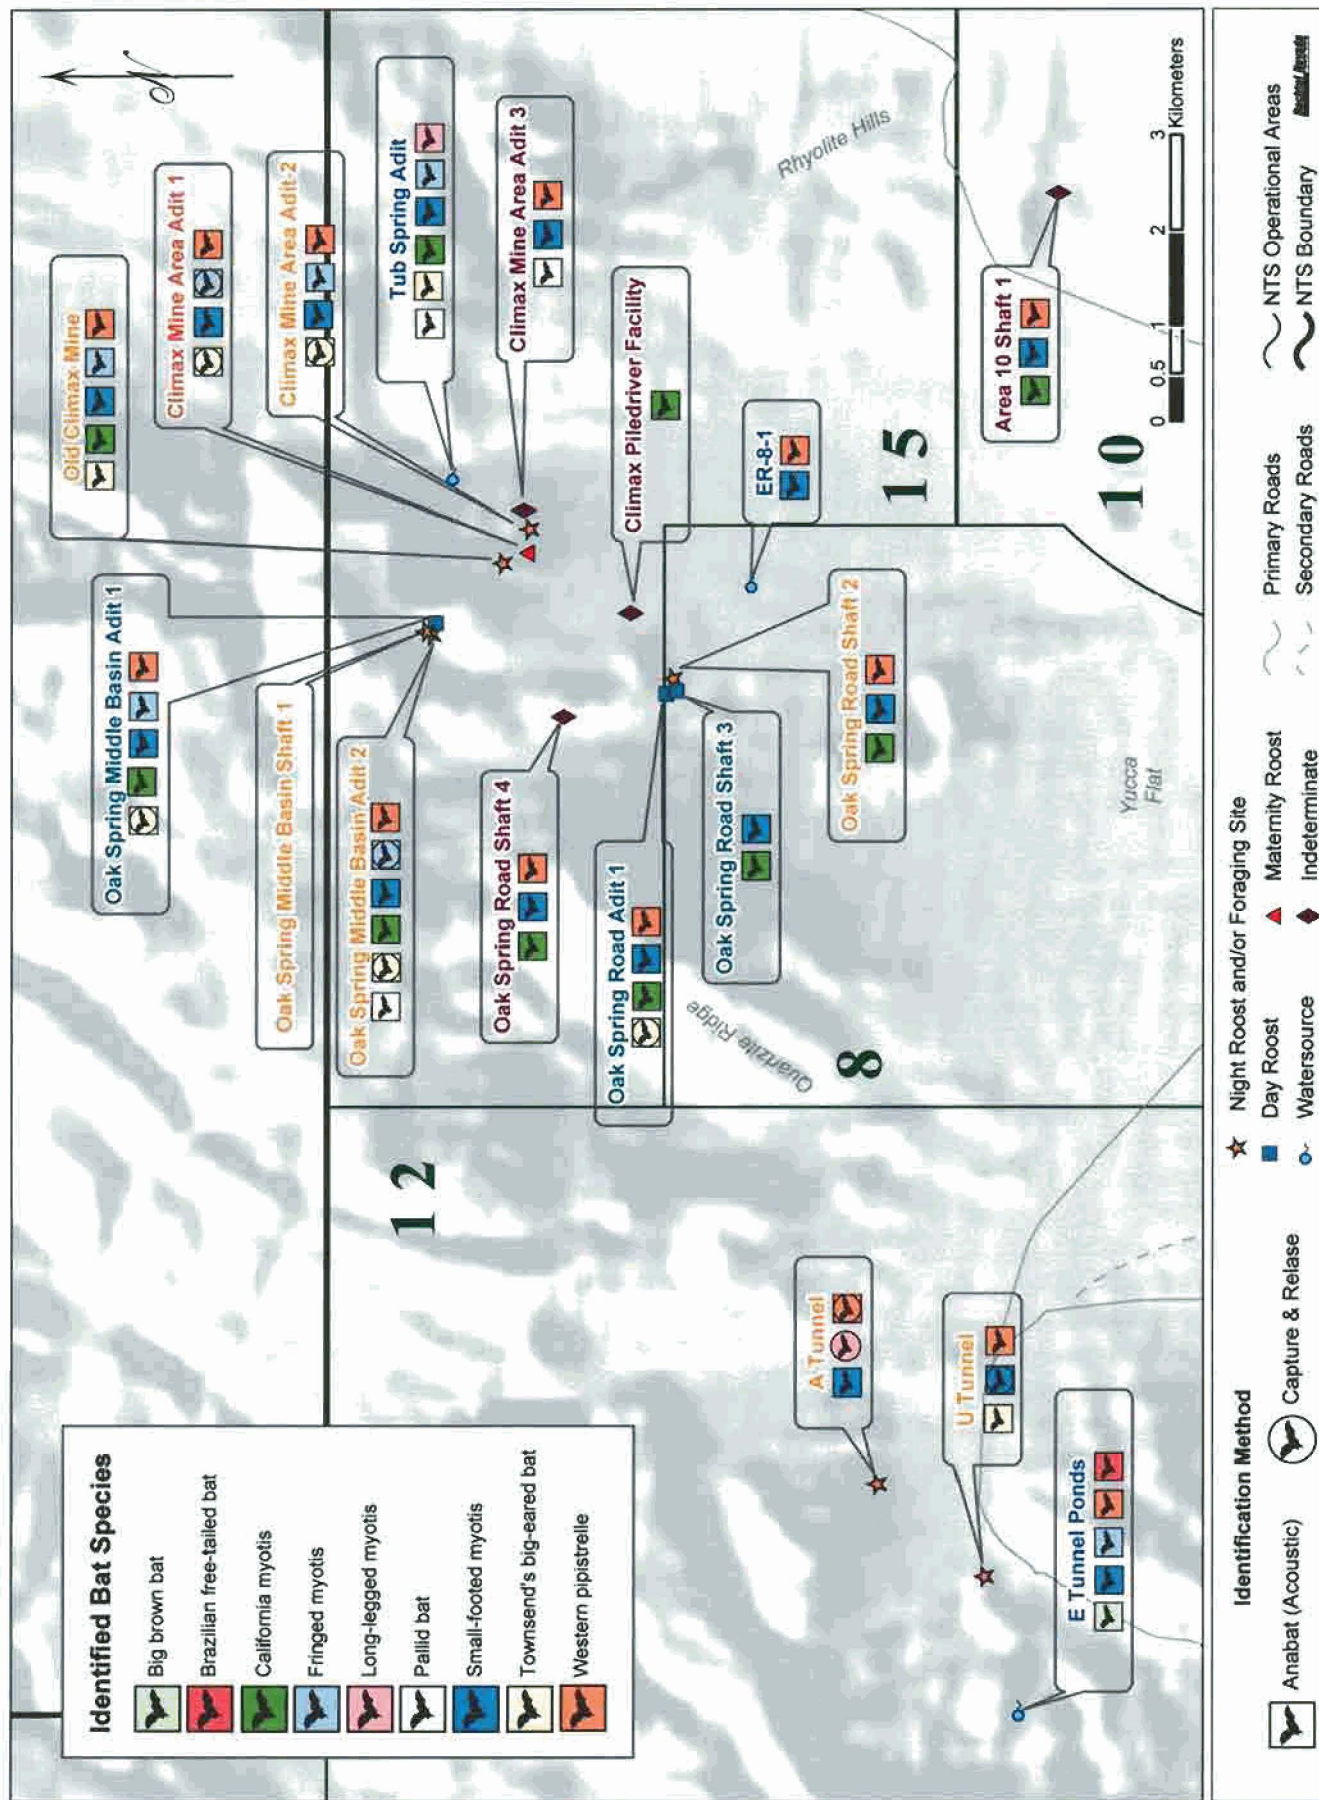 Identified Bat Species
Big brown bat
Brazilian free-tailed bat
California myotis
Fringed myotis
Long-legged myotis
Pallid bat
Small-footed myotis
Townsend's big-eared bat
Western pipistrelle
Oak Spring Middle Basin Adit 1
Oak Spring Middle Basin Shaft 1
Oak Spring Middle Basin Adit 2
Oak Spring Road Shaft 4
Oak Spring Road Adit 1
Oak Spring Road Shaft 3
Oak Spring Road Shaft 2
Old Climax Mine
Climax Mine Area Adit 1
Climax Mine Area Adit 2
Tub Spring Adit
Climax Mine Area Adit 3
Climax Piledriver Facility
ER-8-1
Area 10 Shaft 1
A Tunnel
U Tunnel
E Tunnel Ponds
12
8
15
10
Quartzite Ridge
Rhyolite Hills
Yucca
Flat
N
0 0.5 1 2 3
Kilometers
Identification Method
Anabat (Acoustic)
Capture & Relase
Night Roost and/or Foraging Site
Day Roost
Watersource
Maternity Roost
Indeterminate
Primary Roads
Secondary Roads
NTS Operational Areas
NTS Boundary